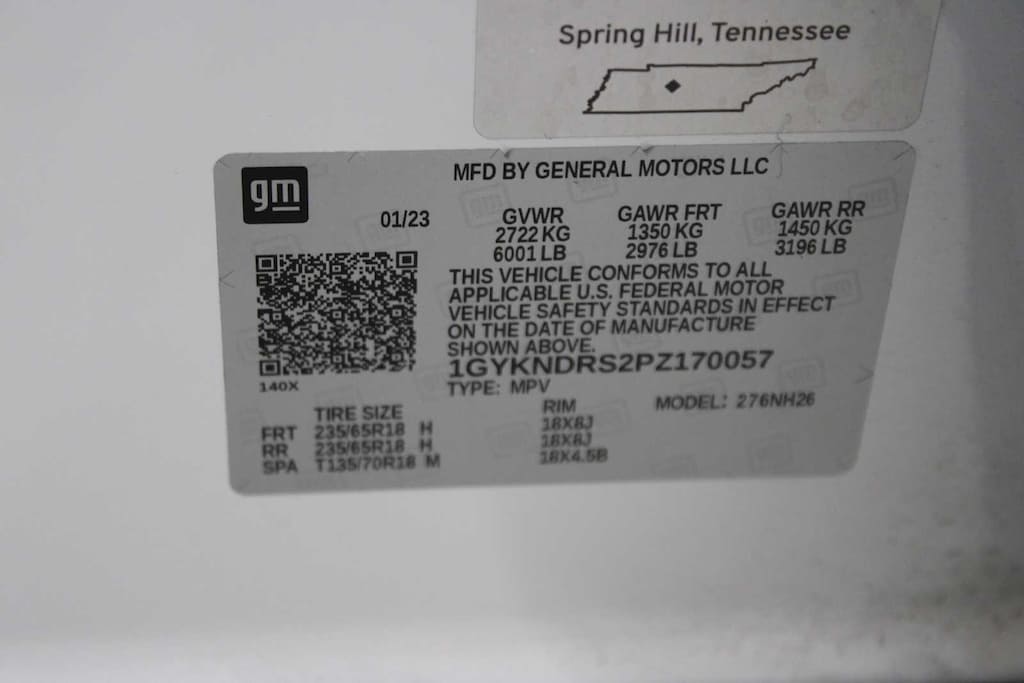 Spring Hill, Tennessee
gm
MFD BY GENERAL MOTORS LLC
01/23
GVWR GAWR FRT GAWR RR
2722 KG 1350 KG 1450 KG
6001 LB 2976 LB 3196 LB
THIS VEHICLE CONFORMS TO ALL
APPLICABLE U.S. FEDERAL MOTOR
VEHICLE SAFETY STANDARDS IN EFFECT
ON THE DATE OF MANUFACTURE
SHOWN ABOVE.
1GYKNDRS2PZ170057
140X
TYPE: MPV MODEL: 276NH26
TIRE SIZE RIM
FRT 235/65R18 H 18X8J
RR 235/65R18 H 18X8J
SPA T135/70R18 M 18X4.5B